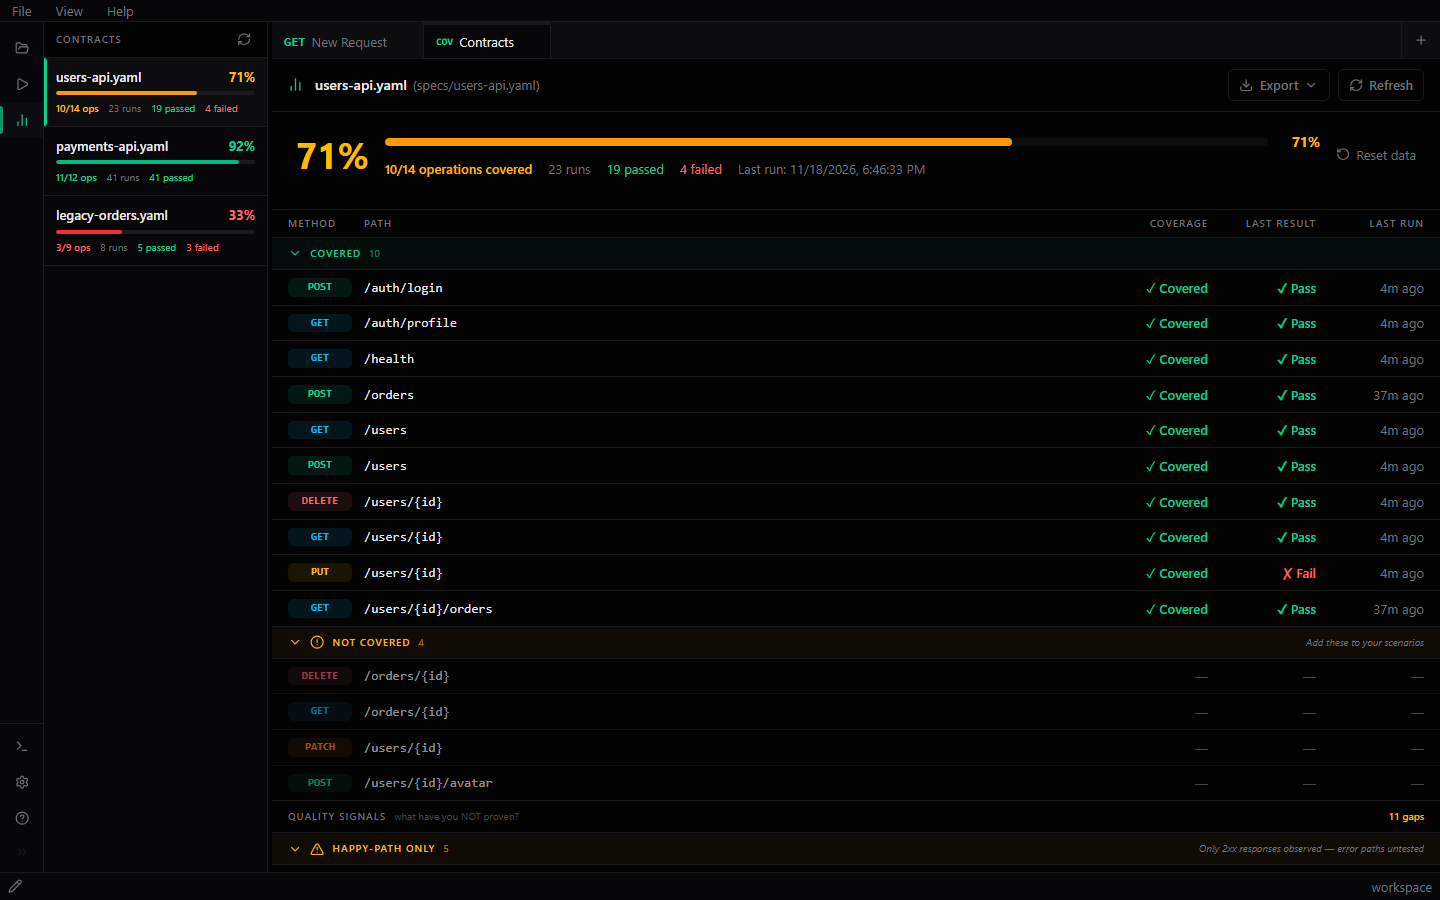 File View Help
CONTRACTS
users-api.yaml 71%
10/14 ops 23 runs 19 passed 4 failed
payments-api.yaml 92%
11/12 ops 41 runs 41 passed
legacy-orders.yaml 33%
3/9 ops 8 runs 5 passed 3 failed
GET New Request COV Contracts +
users-api.yaml (specs/users-api.yaml) Export Refresh
71% 71%
10/14 operations covered 23 runs 19 passed 4 failed Last run: 11/18/2026, 6:46:33 PM Reset data
METHOD PATH COVERAGE LAST RESULT LAST RUN
COVERED 10
POST /auth/login ✓ Covered ✓ Pass 4m ago
GET /auth/profile ✓ Covered ✓ Pass 4m ago
GET /health ✓ Covered ✓ Pass 4m ago
POST /orders ✓ Covered ✓ Pass 37m ago
GET /users ✓ Covered ✓ Pass 4m ago
POST /users ✓ Covered ✓ Pass 4m ago
DELETE /users/{id} ✓ Covered ✓ Pass 4m ago
GET /users/{id} ✓ Covered ✓ Pass 4m ago
PUT /users/{id} ✓ Covered ✗ Fail 4m ago
GET /users/{id}/orders ✓ Covered ✓ Pass 37m ago
NOT COVERED 4 Add these to your scenarios
DELETE /orders/{id} — — —
GET /orders/{id} — — —
PATCH /users/{id} — — —
POST /users/{id}/avatar — — —
QUALITY SIGNALS what have you NOT proven? 11 gaps
HAPPY-PATH ONLY 5 Only 2xx responses observed — error paths untested
workspace